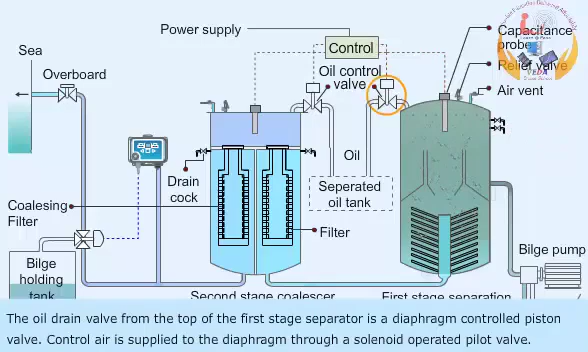 Power supply
Sea
Control
Capacitance
probe
Overboard
Oil control
valve
Relief valve
VEDA
Air vent
Oil
Drain
cock
Seperated
oil tank
Coalesing
Filter
Filter
Bilge
holding
tank
Bilge pump
Second stage coalescer
First stage separation
The oil drain valve from the top of the first stage separator is a diaphragm controlled piston
valve. Control air is supplied to the diaphragm through a solenoid operated pilot valve.